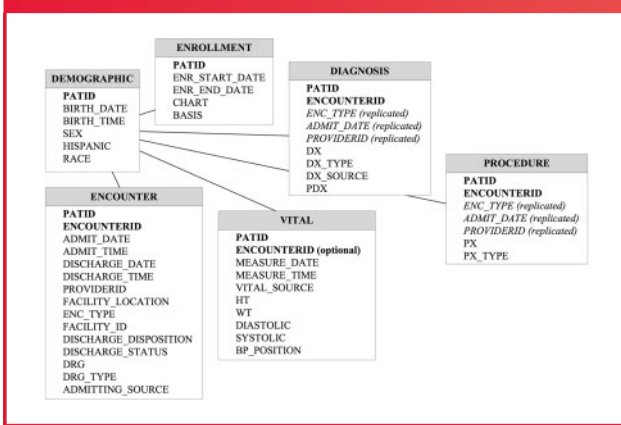 ENROLLMENT
PATID
ENR_START_DATE
ENR_END_DATE
CHART
BASIS
DEMOGRAPHIC
PATID
BIRTH_DATE
BIRTH_TIME
SEX
HISPANIC
RACE
DIAGNOSIS
PATID
ENCOUNTERID
ENC_TYPE (replicated)
ADMIT_DATE (replicated)
PROVIDERID (replicated)
DX
DX_TYPE
DX_SOURCE
PDX
PROCEDURE
PATID
ENCOUNTERID
ENC_TYPE (replicated)
ADMIT_DATE (replicated)
PROVIDERID (replicated)
PX
PX_TYPE
ENCOUNTER
PATID
ENCOUNTERID
ADMIT_DATE
ADMIT_TIME
DISCHARGE_DATE
DISCHARGE_TIME
PROVIDERID
FACILITY_LOCATION
ENC_TYPE
FACILITY_ID
DISCHARGE_DISPOSITION
DISCHARGE_STATUS
DRG
DRG_TYPE
ADMITTING_SOURCE
VITAL
PATID
ENCOUNTERID (optional)
MEASURE_DATE
MEASURE_TIME
VITAL_SOURCE
HT
WT
DIASTOLIC
SYSTOLIC
BP_POSITION